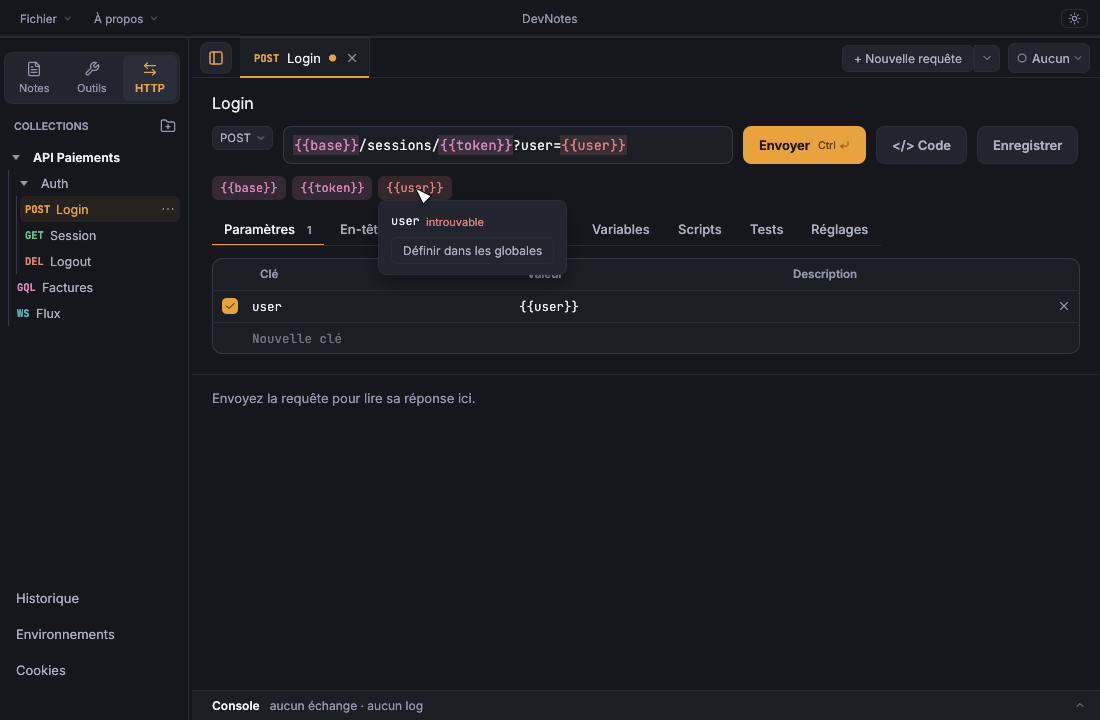 Fichier À propos DevNotes
Notes Outils HTTP
POST Login
+ Nouvelle requête Aucun
COLLECTIONS
API Paiements
Auth
POST Login ···
GET Session
DEL Logout
GQL Factures
WS Flux
Historique
Environnements
Cookies
Login
POST {{base}}/sessions/{{token}}?user={{user}} Envoyer Ctrl ↵ </> Code Enregistrer
{{base}} {{token}} {{user}}
user introuvable
Définir dans les globales
Paramètres 1 En-têt Variables Scripts Tests Réglages
Clé Valeur Description
user {{user}}
Nouvelle clé
Envoyez la requête pour lire sa réponse ici.
Console aucun échange · aucun log